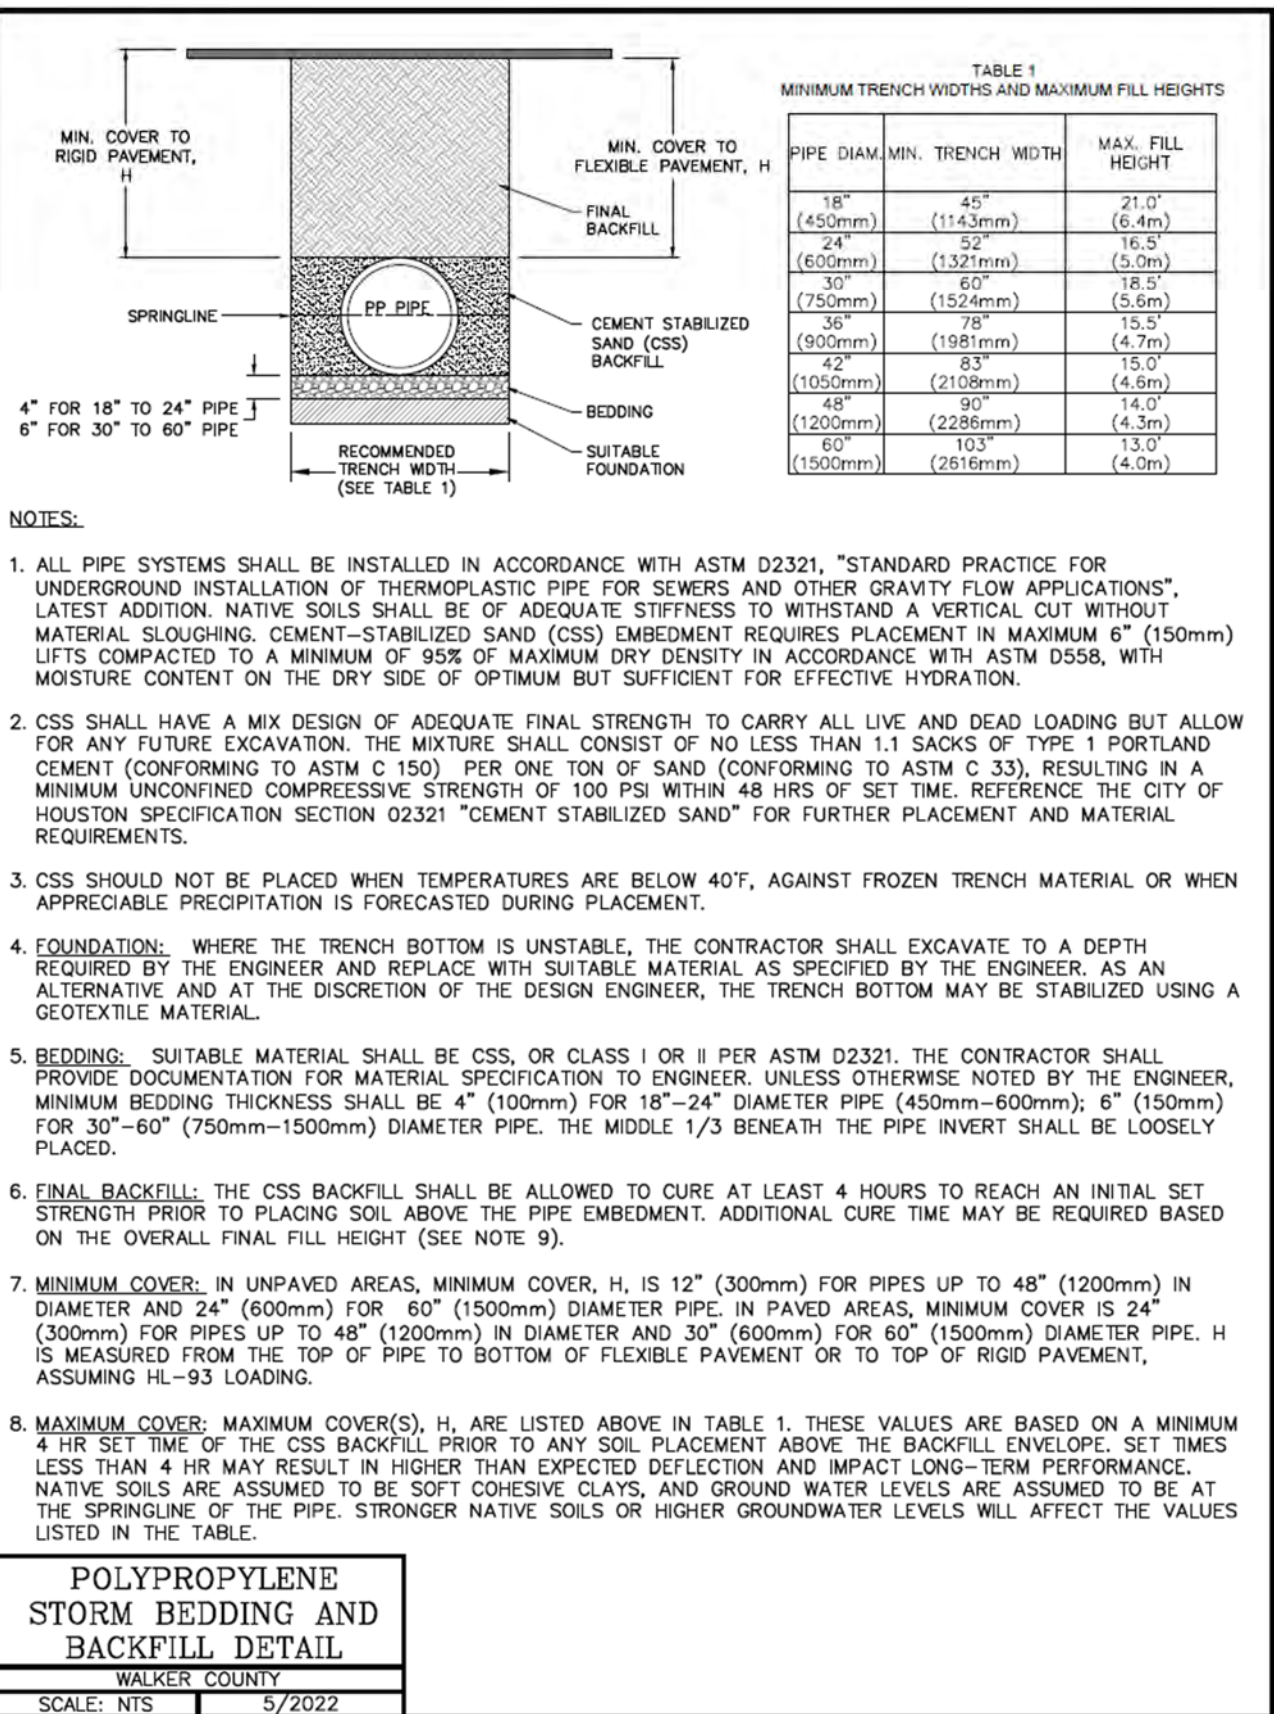 MIN. COVER TO
RIGID PAVEMENT,
H
MIN. COVER TO
FLEXIBLE PAVEMENT, H
FINAL
BACKFILL
SPRINGLINE
PP PIPE
CEMENT STABILIZED
SAND (CSS)
BACKFILL
4" FOR 18" TO 24" PIPE
6" FOR 30" TO 60" PIPE
BEDDING
RECOMMENDED
TRENCH WIDTH
(SEE TABLE 1)
SUITABLE
FOUNDATION
TABLE 1
MINIMUM TRENCH WIDTHS AND MAXIMUM FILL HEIGHTS
PIPE DIAM. MIN. TRENCH WIDTH MAX. FILL
HEIGHT
18" 45" 21.0'
(450mm) (1143mm) (6.4m)
24" 52" 16.5'
(600mm) (1321mm) (5.0m)
30" 60" 18.5'
(750mm) (1524mm) (5.6m)
36" 78" 15.5'
(900mm) (1981mm) (4.7m)
42" 83" 15.0'
(1050mm) (2108mm) (4.6m)
48" 90" 14.0'
(1200mm) (2286mm) (4.3m)
60" 103" 13.0'
(1500mm) (2616mm) (4.0m)
NOTES:
1. ALL PIPE SYSTEMS SHALL BE INSTALLED IN ACCORDANCE WITH ASTM D2321, "STANDARD PRACTICE FOR
UNDERGROUND INSTALLATION OF THERMOPLASTIC PIPE FOR SEWERS AND OTHER GRAVITY FLOW APPLICATIONS",
LATEST ADDITION. NATIVE SOILS SHALL BE OF ADEQUATE STIFFNESS TO WITHSTAND A VERTICAL CUT WITHOUT
MATERIAL SLOUGHING. CEMENT-STABILIZED SAND (CSS) EMBEDMENT REQUIRES PLACEMENT IN MAXIMUM 6" (150mm)
LIFTS COMPACTED TO A MINIMUM OF 95% OF MAXIMUM DRY DENSITY IN ACCORDANCE WITH ASTM D558, WITH
MOISTURE CONTENT ON THE DRY SIDE OF OPTIMUM BUT SUFFICIENT FOR EFFECTIVE HYDRATION.
2. CSS SHALL HAVE A MIX DESIGN OF ADEQUATE FINAL STRENGTH TO CARRY ALL LIVE AND DEAD LOADING BUT ALLOW
FOR ANY FUTURE EXCAVATION. THE MIXTURE SHALL CONSIST OF NO LESS THAN 1.1 SACKS OF TYPE 1 PORTLAND
CEMENT (CONFORMING TO ASTM C 150) PER ONE TON OF SAND (CONFORMING TO ASTM C 33), RESULTING IN A
MINIMUM UNCONFINED COMPREESSIVE STRENGTH OF 100 PSI WITHIN 48 HRS OF SET TIME. REFERENCE THE CITY OF
HOUSTON SPECIFICATION SECTION 02321 "CEMENT STABILIZED SAND" FOR FURTHER PLACEMENT AND MATERIAL
REQUIREMENTS.
3. CSS SHOULD NOT BE PLACED WHEN TEMPERATURES ARE BELOW 40°F, AGAINST FROZEN TRENCH MATERIAL OR WHEN
APPRECIABLE PRECIPITATION IS FORECASTED DURING PLACEMENT.
4. FOUNDATION: WHERE THE TRENCH BOTTOM IS UNSTABLE, THE CONTRACTOR SHALL EXCAVATE TO A DEPTH
REQUIRED BY THE ENGINEER AND REPLACE WITH SUITABLE MATERIAL AS SPECIFIED BY THE ENGINEER. AS AN
ALTERNATIVE AND AT THE DISCRETION OF THE DESIGN ENGINEER, THE TRENCH BOTTOM MAY BE STABILIZED USING A
GEOTEXTILE MATERIAL.
5. BEDDING: SUITABLE MATERIAL SHALL BE CSS, OR CLASS I OR II PER ASTM D2321. THE CONTRACTOR SHALL
PROVIDE DOCUMENTATION FOR MATERIAL SPECIFICATION TO ENGINEER. UNLESS OTHERWISE NOTED BY THE ENGINEER,
MINIMUM BEDDING THICKNESS SHALL BE 4" (100mm) FOR 18"-24" DIAMETER PIPE (450mm-600mm); 6" (150mm)
FOR 30"-60" (750mm-1500mm) DIAMETER PIPE. THE MIDDLE 1/3 BENEATH THE PIPE INVERT SHALL BE LOOSELY
PLACED.
6. FINAL BACKFILL: THE CSS BACKFILL SHALL BE ALLOWED TO CURE AT LEAST 4 HOURS TO REACH AN INITIAL SET
STRENGTH PRIOR TO PLACING SOIL ABOVE THE PIPE EMBEDMENT. ADDITIONAL CURE TIME MAY BE REQUIRED BASED
ON THE OVERALL FINAL FILL HEIGHT (SEE NOTE 9).
7. MINIMUM COVER: IN UNPAVED AREAS, MINIMUM COVER, H, IS 12" (300mm) FOR PIPES UP TO 48" (1200mm) IN
DIAMETER AND 24" (600mm) FOR 60" (1500mm) DIAMETER PIPE. IN PAVED AREAS, MINIMUM COVER IS 24"
(300mm) FOR PIPES UP TO 48" (1200mm) IN DIAMETER AND 30" (600mm) FOR 60" (1500mm) DIAMETER PIPE. H
IS MEASURED FROM THE TOP OF PIPE TO BOTTOM OF FLEXIBLE PAVEMENT OR TO TOP OF RIGID PAVEMENT,
ASSUMING HL-93 LOADING.
8. MAXIMUM COVER: MAXIMUM COVER(S), H, ARE LISTED ABOVE IN TABLE 1. THESE VALUES ARE BASED ON A MINIMUM
4 HR SET TIME OF THE CSS BACKFILL PRIOR TO ANY SOIL PLACEMENT ABOVE THE BACKFILL ENVELOPE. SET TIMES
LESS THAN 4 HR MAY RESULT IN HIGHER THAN EXPECTED DEFLECTION AND IMPACT LONG-TERM PERFORMANCE.
NATIVE SOILS ARE ASSUMED TO BE SOFT COHESIVE CLAYS, AND GROUND WATER LEVELS ARE ASSUMED TO BE AT
THE SPRINGLINE OF THE PIPE. STRONGER NATIVE SOILS OR HIGHER GROUNDWATER LEVELS WILL AFFECT THE VALUES
LISTED IN THE TABLE.
POLYPROPYLENE
STORM BEDDING AND
BACKFILL DETAIL
WALKER COUNTY
SCALE: NTS 5/2022